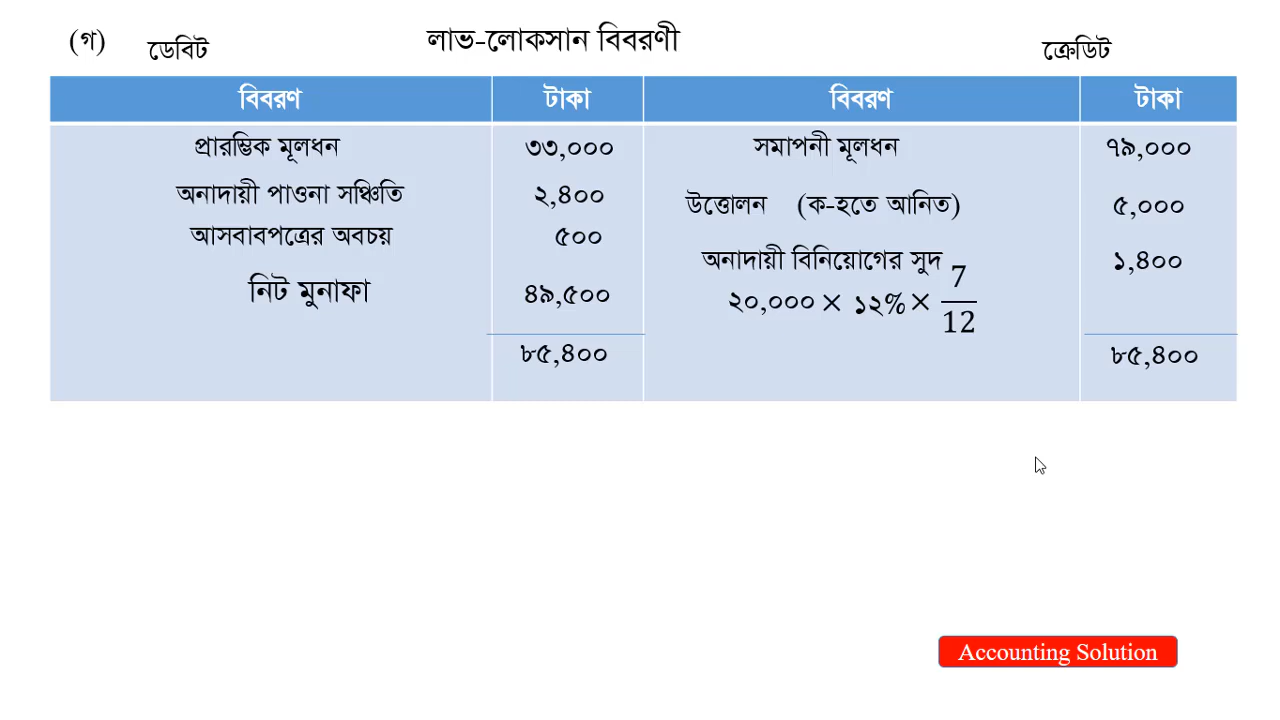 (গ) ডেবিট লাভ-লোকসান বিবরণী ক্রেডিট
বিবরণ টাকা বিবরণ টাকা
প্রারম্ভিক মূলধন ৩৩,০০০ সমাপনী মূলধন ৭৯,০০০
অনাদায়ী পাওনা সঞ্চিতি ২,৪০০ উত্তোলন (ক-হতে আনিত) ৫,০০০
আসবাবপত্রের অবচয় ৫০০ অনাদায়ী বিনিয়োগের সুদ ১,৪০০
নিট মুনাফা ৪৯,৫০০ ২০,০০০ × ১২% × 7/12
৮৫,৪০০ ৮৫,৪০০
Accounting Solution